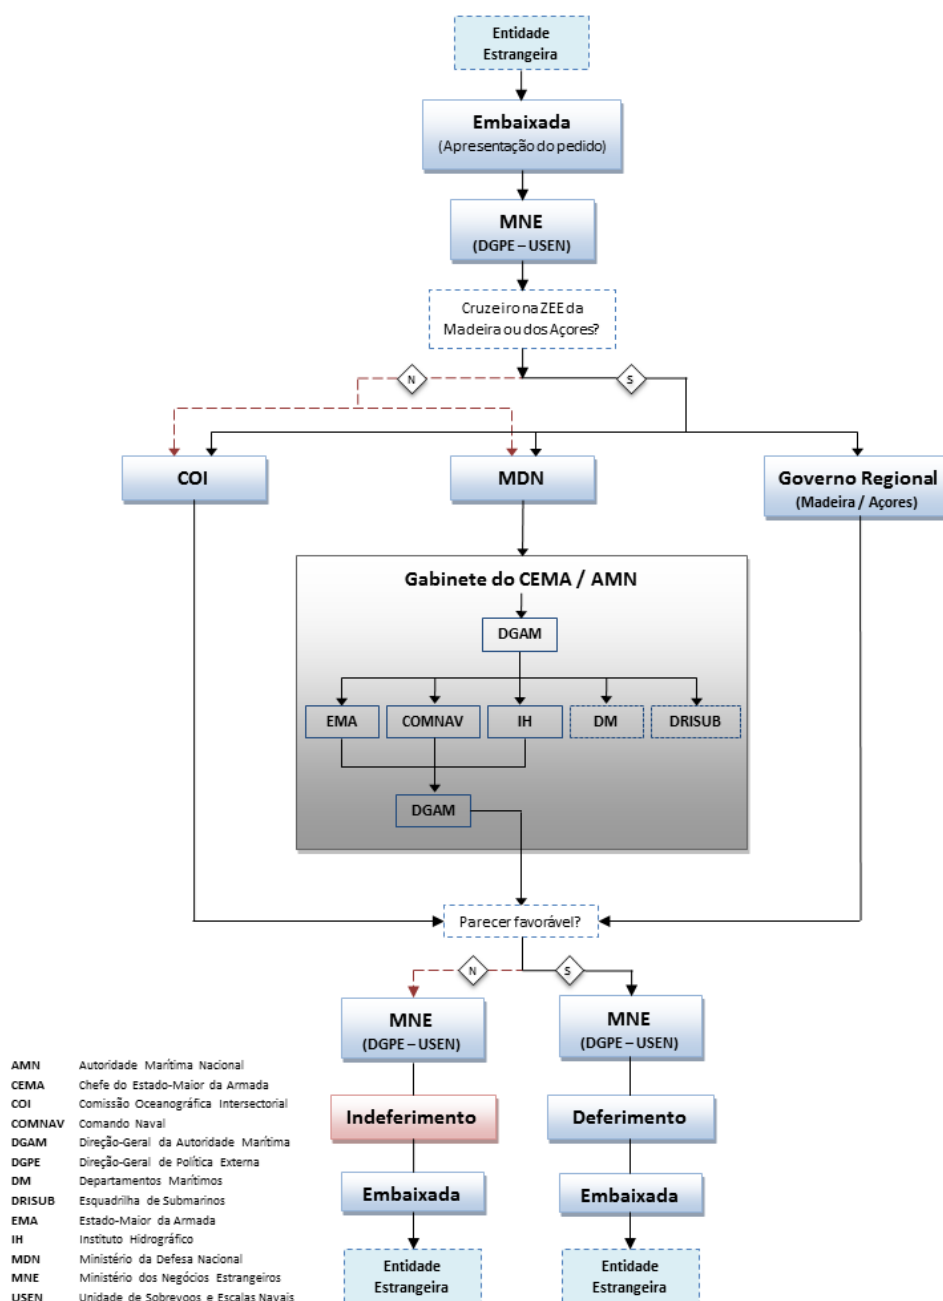 Entidade
Estrangeira
Embaixada
(Apresentação do pedido)
MNE
(DGPE – USEN)
Cruzeiro na ZEE da
Madeira ou dos Açores?
N
S
COI
MDN
Governo Regional
(Madeira / Açores)
Gabinete do CEMA / AMN
DGAM
EMA
COMNAV
IH
DM
DRISUB
DGAM
Parecer favorável?
N
S
MNE
(DGPE – USEN)
MNE
(DGPE – USEN)
Indeferimento
Deferimento
Embaixada
Embaixada
Entidade
Estrangeira
Entidade
Estrangeira
AMN Autoridade Marítima Nacional
CEMA Chefe do Estado-Maior da Armada
COI Comissão Oceanográfica Intersectorial
COMNAV Comando Naval
DGAM Direção-Geral da Autoridade Marítima
DGPE Direção-Geral de Política Externa
DM Departamentos Marítimos
DRISUB Esquadrilha de Submarinos
EMA Estado-Maior da Armada
IH Instituto Hidrográfico
MDN Ministério da Defesa Nacional
MNE Ministério dos Negócios Estrangeiros
USEN Unidade de Sobrevoos e Escalas Navais